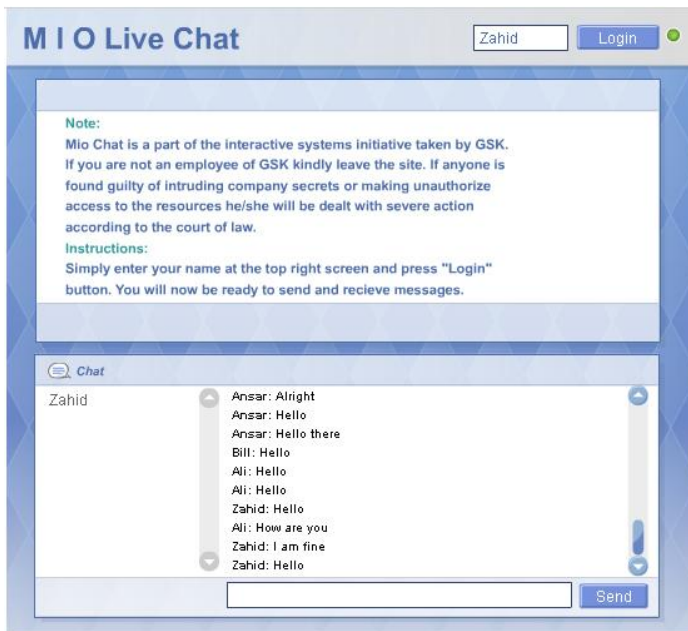 M I O Live Chat
Zahid
Login
Note:
Mio Chat is a part of the interactive systems initiative taken by GSK.
If you are not an employee of GSK kindly leave the site. If anyone is
found guilty of intruding company secrets or making unauthorize
access to the resources he/she will be dealt with severe action
according to the court of law.
Instructions:
Simply enter your name at the top right screen and press "Login"
button. You will now be ready to send and recieve messages.
Chat
Zahid
Ansar: Alright
Ansar: Hello
Ansar: Hello there
Bill: Hello
Ali: Hello
Ali: Hello
Zahid: Hello
Ali: How are you
Zahid: I am fine
Zahid: Hello
Send